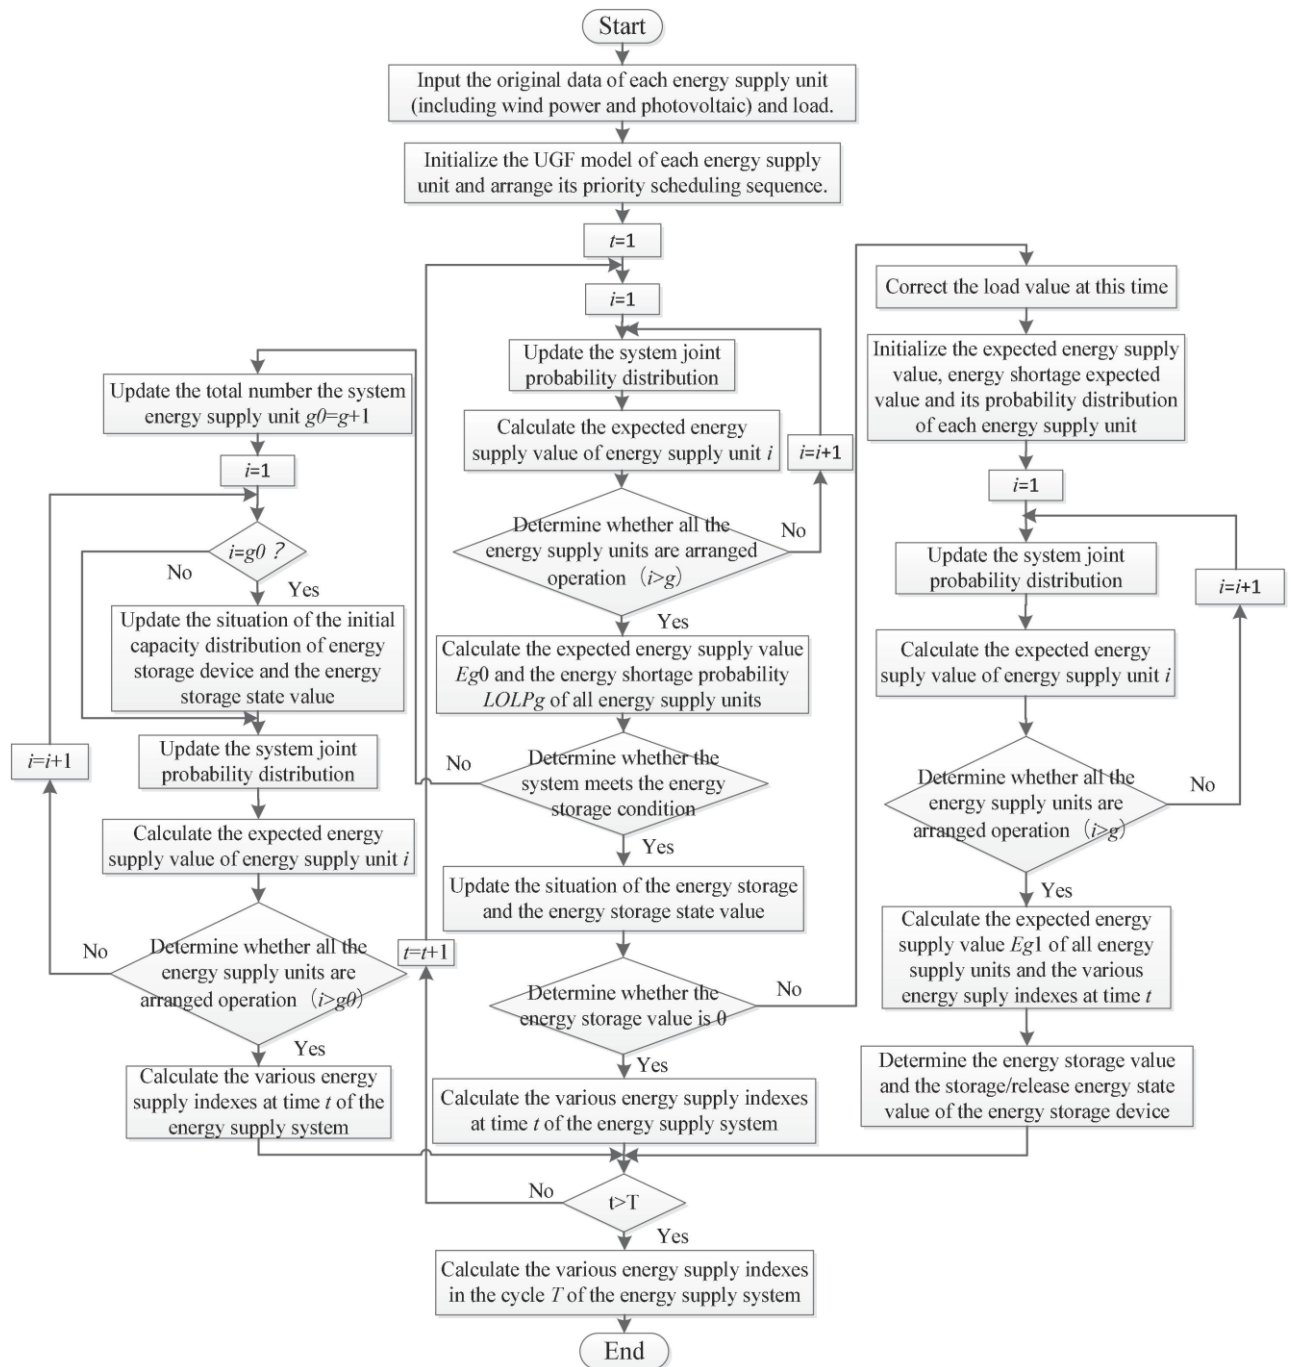 Start
Input the original data of each energy supply unit
(including wind power and photovoltaic) and load.
Initialize the UGF model of each energy supply
unit and arrange its priority scheduling sequence.
t=1
i=1
Update the system joint
probability distribution
Calculate the expected energy
supply value of energy supply unit i
i=i+1
Determine whether all the
energy supply units are arranged
operation（i>g）
No
Yes
Calculate the expected energy supply value
Eg0 and the energy shortage probability
LOLPg of all energy supply units
Determine whether the
system meets the energy
storage condition
No
Yes
Update the situation of the energy storage
and the energy storage state value
Determine whether the
energy storage value is 0
No
Yes
Calculate the various energy supply indexes
at time t of the energy supply system
Update the total number the system
energy supply unit g0=g+1
i=1
i=g0？
No
Yes
Update the situation of the initial
capacity distribution of energy
storage device and the energy
storage state value
Update the system joint
probability distribution
i=i+1
Calculate the expected energy
supply value of energy supply unit i
Determine whether all the
energy supply units are
arranged operation（i>g0）
No
Yes
Calculate the various energy
supply indexes at time t of the
energy supply system
Correct the load value at this time
Initialize the expected energy supply
value, energy shortage expected
value and its probability distribution
of each energy supply unit
i=1
Update the system joint
probability distribution
i=i+1
Calculate the expected energy
suply value of energy supply unit i
Determine whether all the
energy supply units are
arranged operation（i>g）
No
Yes
Calculate the expected energy
supply value Eg1 of all energy
supply units and the various
energy suply indexes at time t
Determine the energy storage value
and the storage/release energy state
value of the energy storage device
t=t+1
t>T
No
Yes
Calculate the various energy supply indexes
in the cycle T of the energy supply system
End